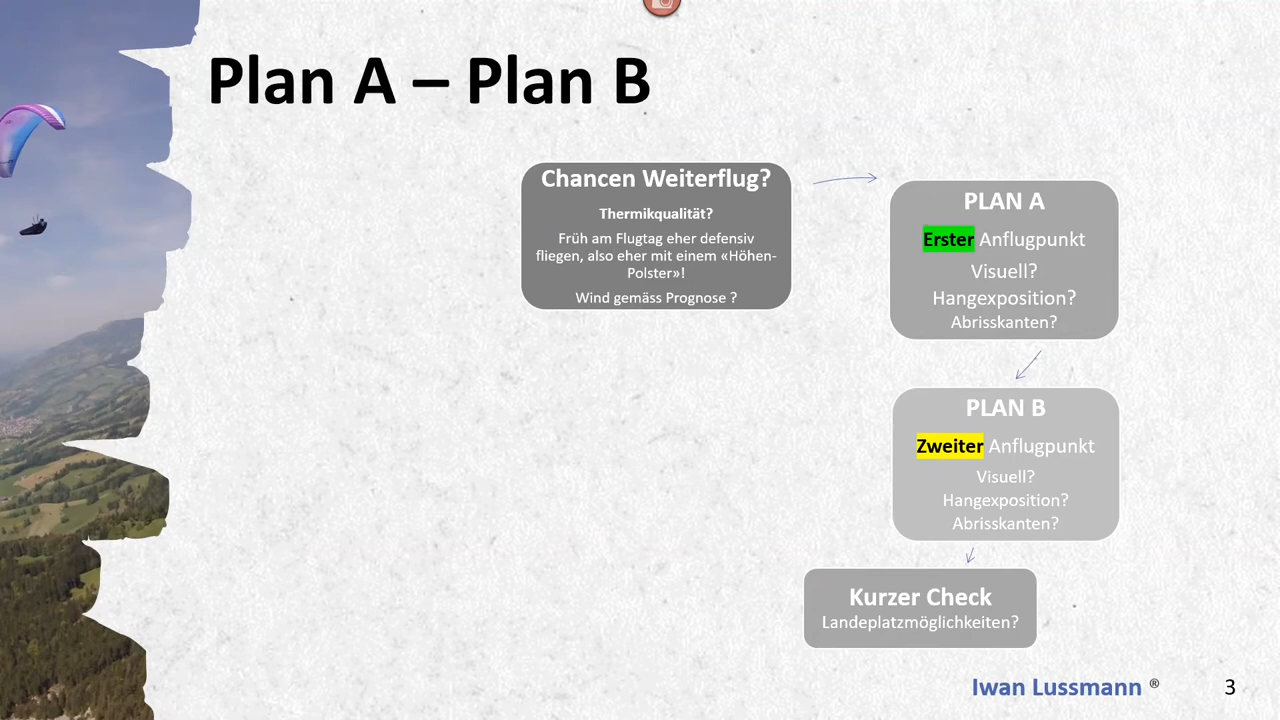 Plan A – Plan B
Chancen Weiterflug?
Thermikqualität?
Früh am Flugtag eher defensiv
fliegen, also eher mit einem «Höhen-
Polster»!
Wind gemäss Prognose ?
PLAN A
Erster Anflugpunkt
Visuell?
Hangexposition?
Abrisskanten?
PLAN B
Zweiter Anflugpunkt
Visuell?
Hangexposition?
Abrisskanten?
Kurzer Check
Landeplatzmöglichkeiten?
Iwan Lussmann ®
3